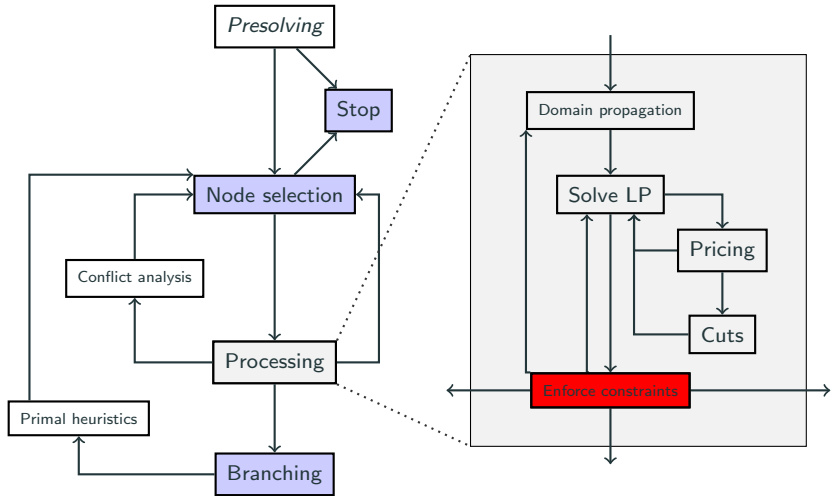 Presolving
Stop
Node selection
Conflict analysis
Processing
Primal heuristics
Branching
Domain propagation
Solve LP
Pricing
Cuts
Enforce constraints